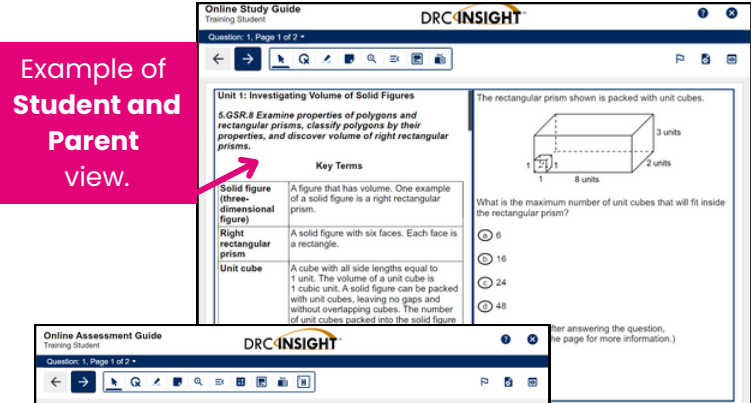 Example of
Student and
Parent
view.
Online Study Guide
Training Student
DRC INSIGHT
Question: 1, Page 1 of 2
Unit 1: Investigating Volume of Solid Figures
5.GSR.8 Examine properties of polygons and
rectangular prisms, classify polygons by their
properties, and discover volume of right rectangular
prisms.
Key Terms
Solid figure
(three-
dimensional
figure)
A figure that has volume. One example
of a solid figure is a right rectangular
prism.
Right
rectangular
prism
A solid figure with six faces. Each face is
a rectangle.
Unit cube
A cube with all side lengths equal to
1 unit. The volume of a unit cube is
1 cubic unit. A solid figure can be packed
with unit cubes, leaving no gaps and
without overlapping cubes. The number
of unit cubes packed into the solid figure
The rectangular prism shown is packed with unit cubes.
3 units
1
1
2 units
1
8 units
What is the maximum number of unit cubes that will fit inside
the rectangular prism?
a 6
b 16
c 24
d 48
fter answering the question,
he page for more information.)
Online Assessment Guide
Training Student
DRC INSIGHT
Question: 1, Page 1 of 2
H